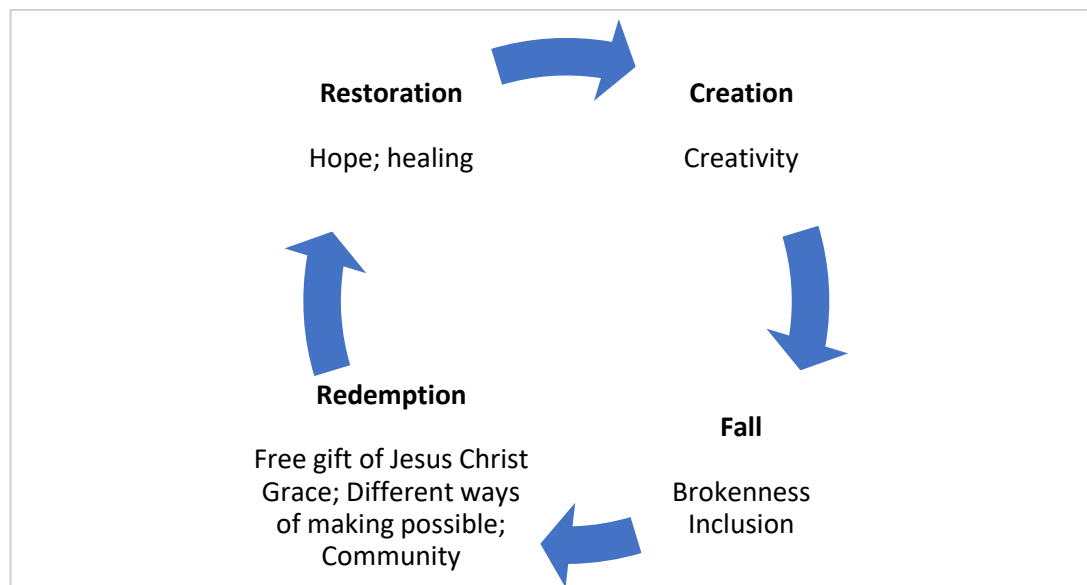 Restoration
Hope; healing
Creation
Creativity
Fall
Brokenness
Inclusion
Redemption
Free gift of Jesus Christ
Grace; Different ways
of making possible;
Community